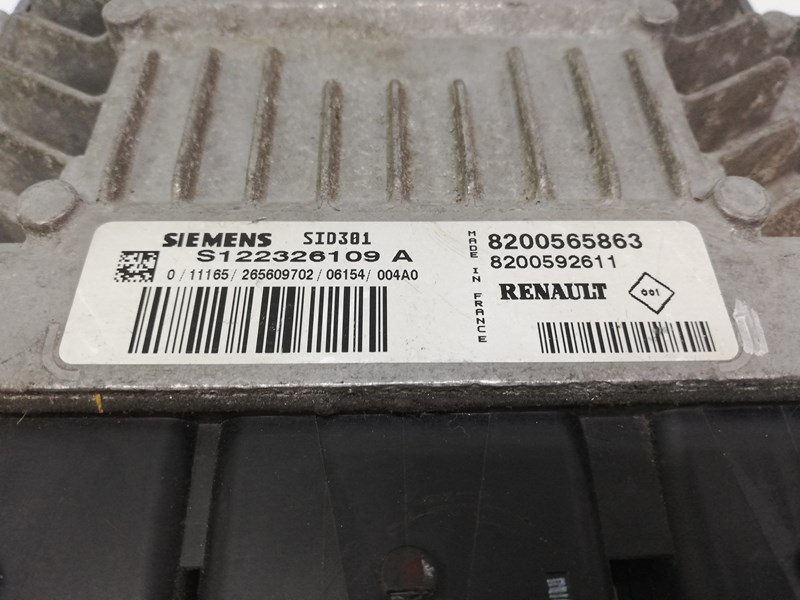 SIEMENS SID301
S122326109 A
0 / 11165 / 265609702 / 06154 / 004A0
MADE IN FRANCE
8200565863
8200592611
RENAULT 001